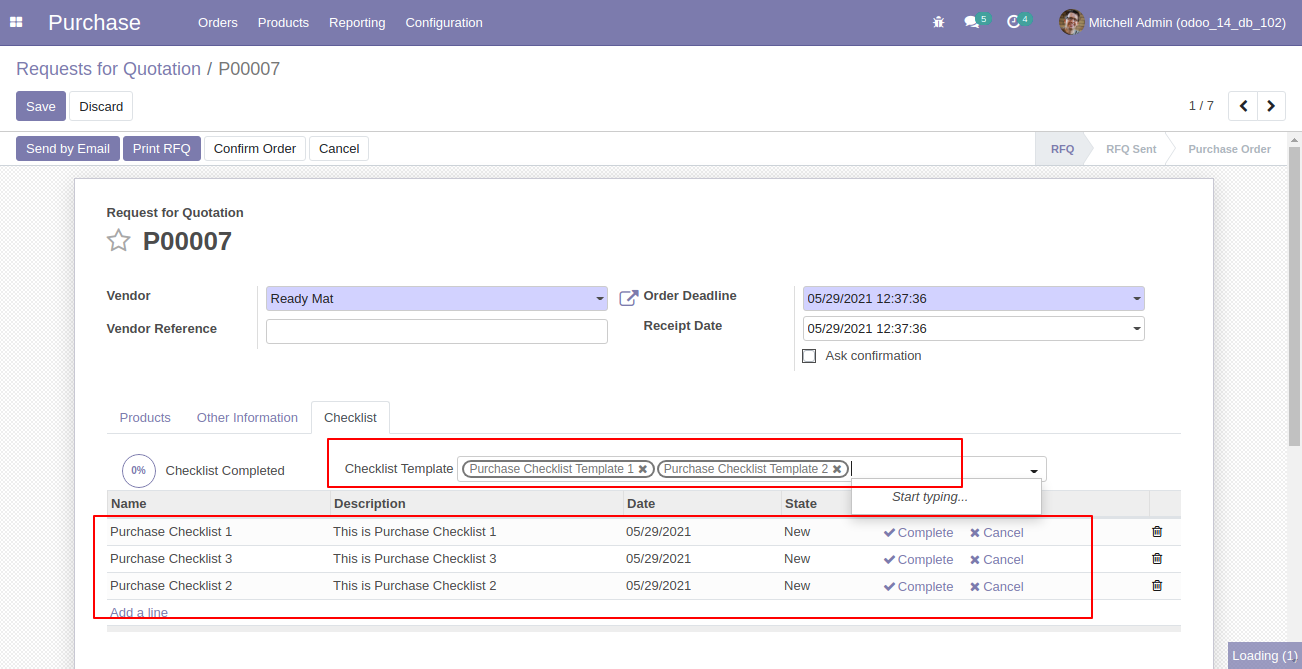 Purchase Orders Products Reporting Configuration 5 4 Mitchell Admin (odoo_14_db_102)
Requests for Quotation / P00007
Save Discard 1 / 7
Send by Email Print RFQ Confirm Order Cancel RFQ RFQ Sent Purchase Order
Request for Quotation
P00007
Vendor Ready Mat Order Deadline 05/29/2021 12:37:36
Vendor Reference Receipt Date 05/29/2021 12:37:36
Ask confirmation
Products Other Information Checklist
0% Checklist Completed Checklist Template Purchase Checklist Template 1 Purchase Checklist Template 2
Start typing...
Name Description Date State
Purchase Checklist 1 This is Purchase Checklist 1 05/29/2021 New Complete Cancel
Purchase Checklist 3 This is Purchase Checklist 3 05/29/2021 New Complete Cancel
Purchase Checklist 2 This is Purchase Checklist 2 05/29/2021 New Complete Cancel
Add a line
Loading (1)